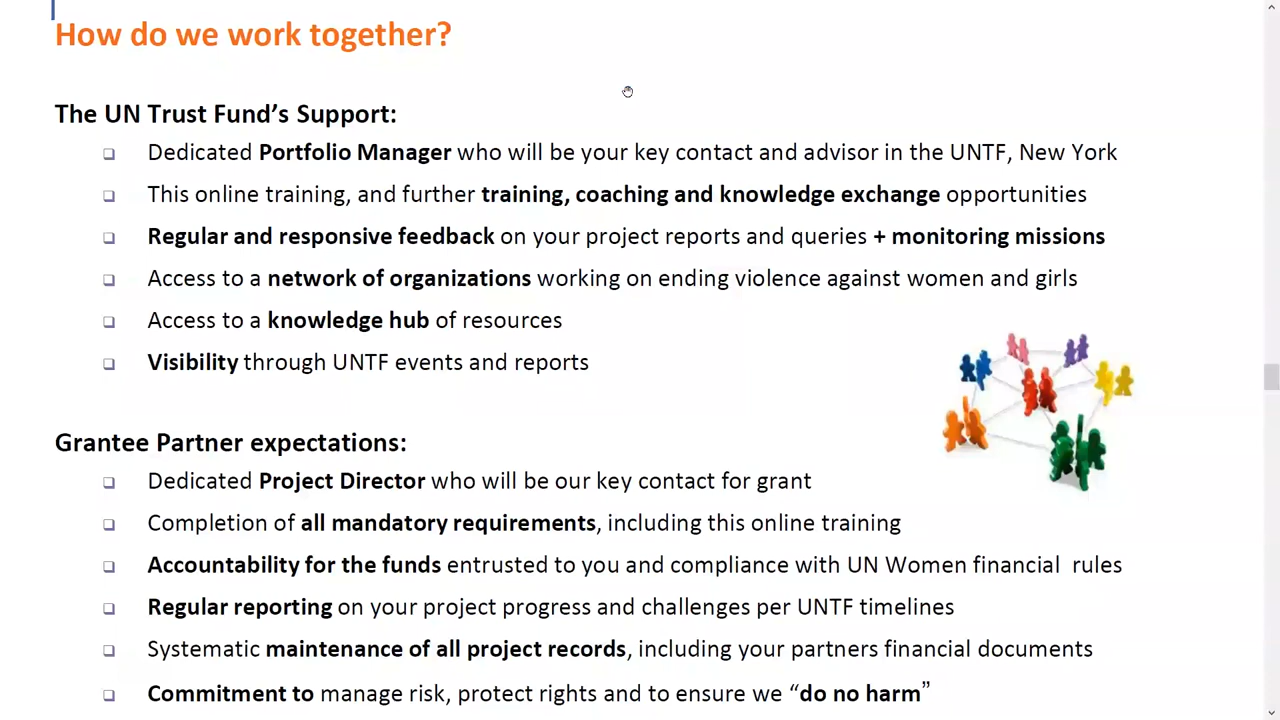 How do we work together?
The UN Trust Fund’s Support:
❑ Dedicated Portfolio Manager who will be your key contact and advisor in the UNTF, New York
❑ This online training, and further training, coaching and knowledge exchange opportunities
❑ Regular and responsive feedback on your project reports and queries + monitoring missions
❑ Access to a network of organizations working on ending violence against women and girls
❑ Access to a knowledge hub of resources
❑ Visibility through UNTF events and reports
Grantee Partner expectations:
❑ Dedicated Project Director who will be our key contact for grant
❑ Completion of all mandatory requirements, including this online training
❑ Accountability for the funds entrusted to you and compliance with UN Women financial rules
❑ Regular reporting on your project progress and challenges per UNTF timelines
❑ Systematic maintenance of all project records, including your partners financial documents
❑ Commitment to manage risk, protect rights and to ensure we “do no harm”